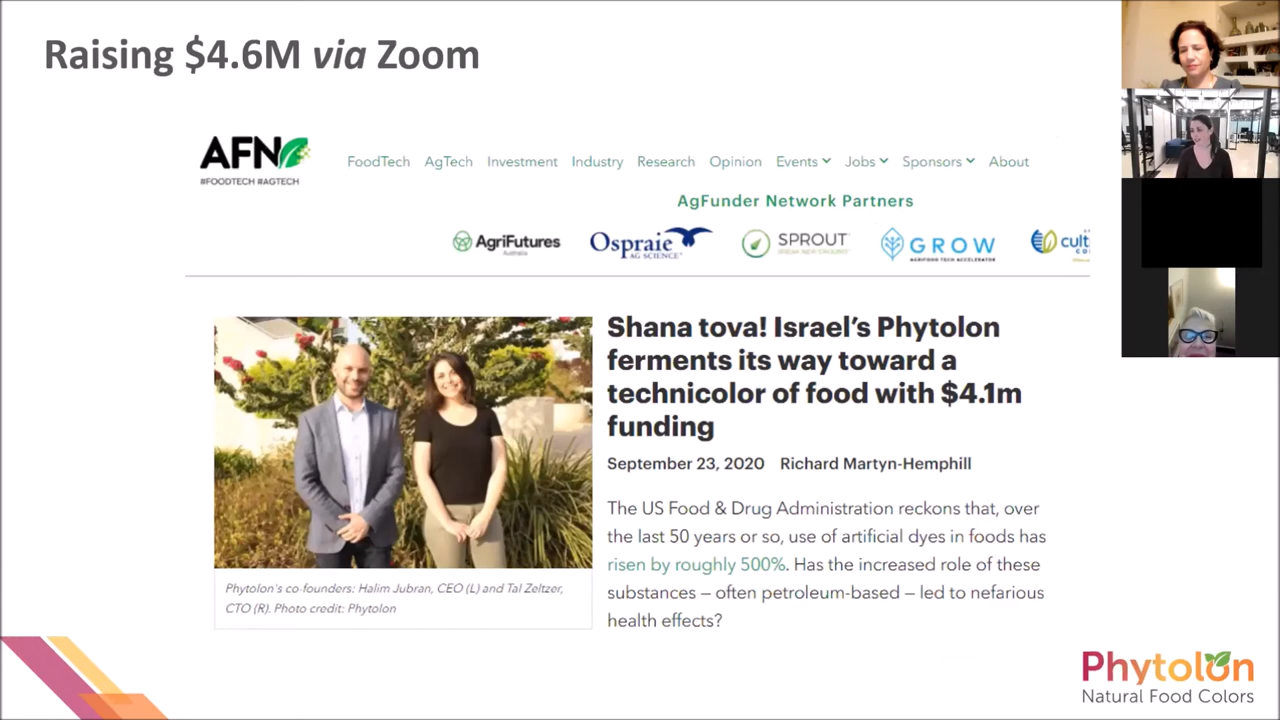 Raising $4.6M via Zoom
AFN
#FOODTECH #AGTECH
FoodTech AgTech Investment Industry Research Opinion Events Jobs Sponsors About
AgFunder Network Partners
AgriFutures
Australia
Ospraie
AG SCIENCE
SPROUT
GROW
AGRIFOOD TECH ACCELERATOR
cult
Shana tova! Israel's Phytolon
ferments its way toward a
technicolor of food with $4.1m
funding
September 23, 2020 Richard Martyn-Hemphill
The US Food & Drug Administration reckons that, over
the last 50 years or so, use of artificial dyes in foods has
risen by roughly 500%. Has the increased role of these
substances – often petroleum-based – led to nefarious
health effects?
Phytolon's co-founders: Halim Jubran, CEO (L) and Tal Zeltzer,
CTO (R). Photo credit: Phytolon
Phytolon
Natural Food Colors